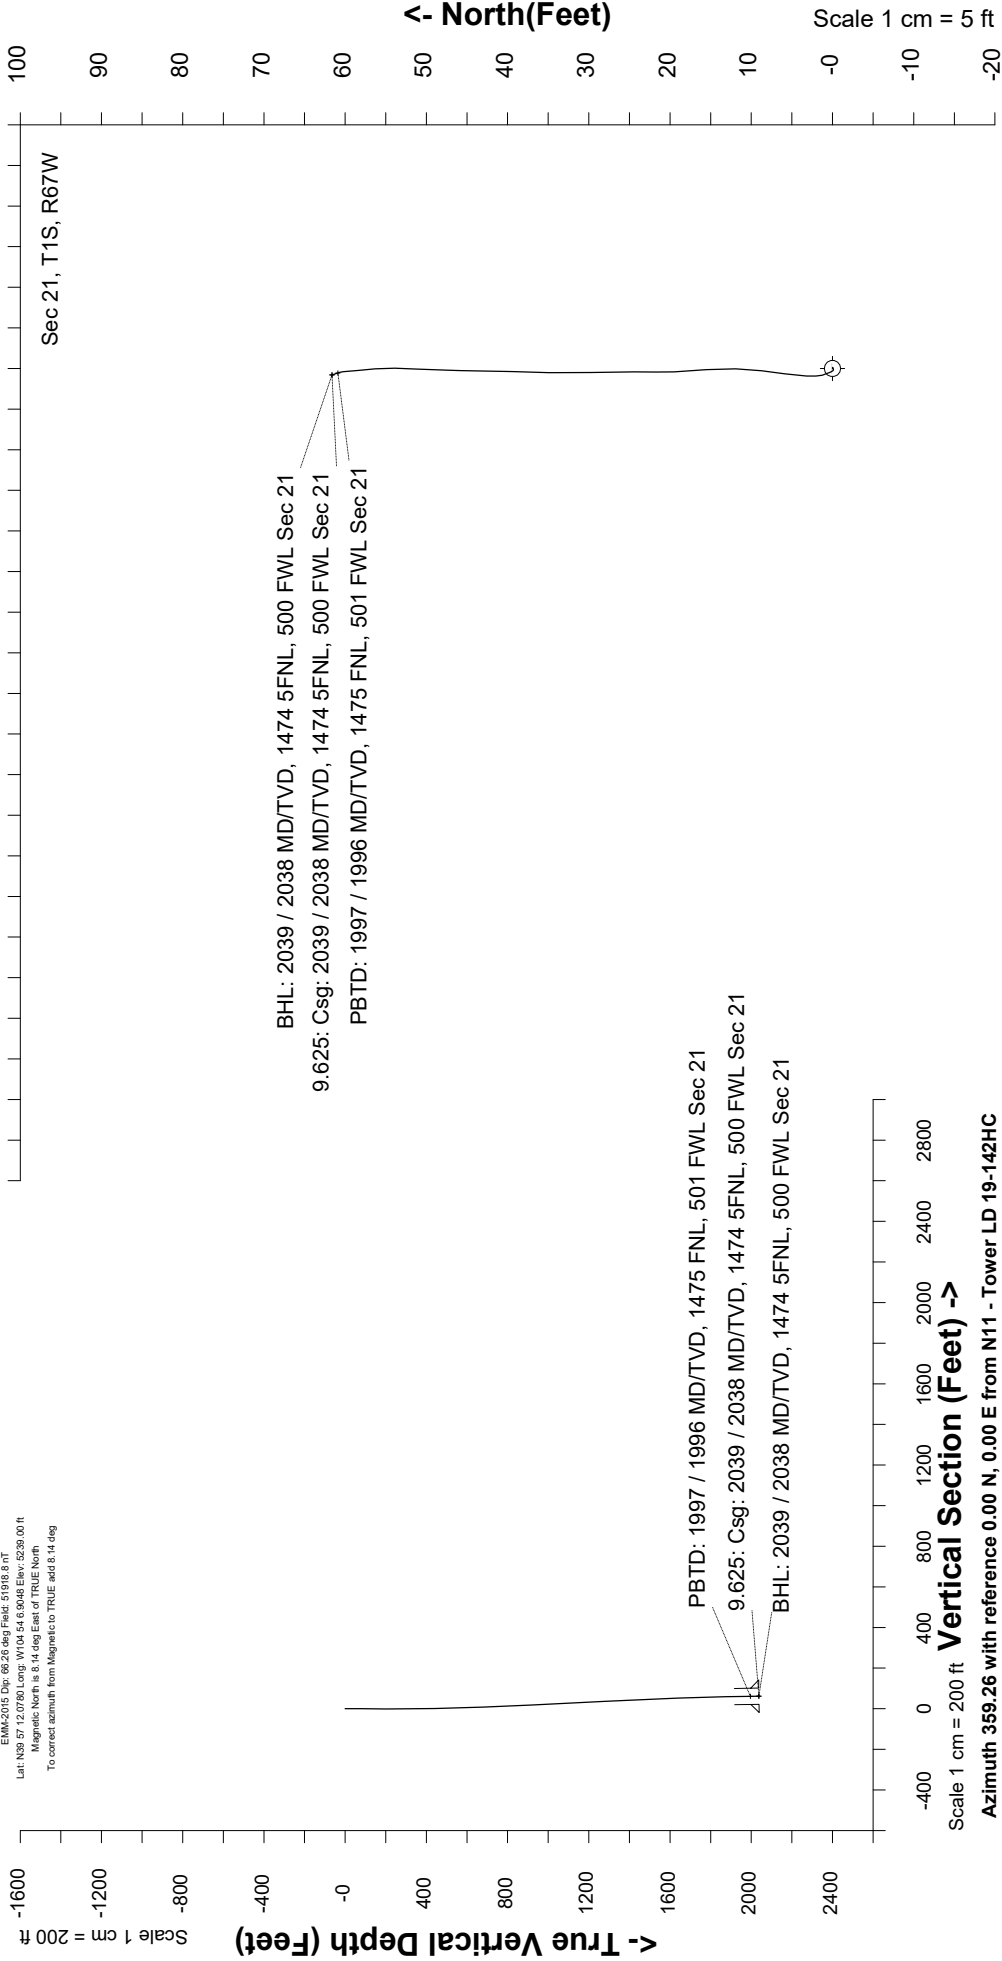 EMM-2015 Dip: 66.26 deg Field: 51918.8 nT
Lat: N39 57 12.0780 Long: W104 54 6.9048 Elev: 5239.00 ft
Magnetic North is 8.14 deg East of TRUE North
To correct azimuth from Magnetic to TRUE add 8.14 deg
Sec 21, T1S, R67W
<- North(Feet)
Scale 1 cm = 5 ft
100
90
80
70
60
50
40
30
20
10
-0
-10
-20
BHL: 2039 / 2038 MD/TVD, 1474 5FNL, 500 FWL Sec 21
9.625: Csg: 2039 / 2038 MD/TVD, 1474 5FNL, 500 FWL Sec 21
PBTD: 1997 / 1996 MD/TVD, 1475 FNL, 501 FWL Sec 21
Scale 1 cm = 200 ft
<- True Vertical Depth (Feet)
-1600
-1200
-800
-400
-0
400
800
1200
1600
2000
2400
PBTD: 1997 / 1996 MD/TVD, 1475 FNL, 501 FWL Sec 21
9.625: Csg: 2039 / 2038 MD/TVD, 1474 5FNL, 500 FWL Sec 21
BHL: 2039 / 2038 MD/TVD, 1474 5FNL, 500 FWL Sec 21
-400
0
400
800
1200
1600
2000
2400
2800
Scale 1 cm = 200 ft Vertical Section (Feet) ->
Azimuth 359.26 with reference 0.00 N, 0.00 E from N11 - Tower LD 19-142HC